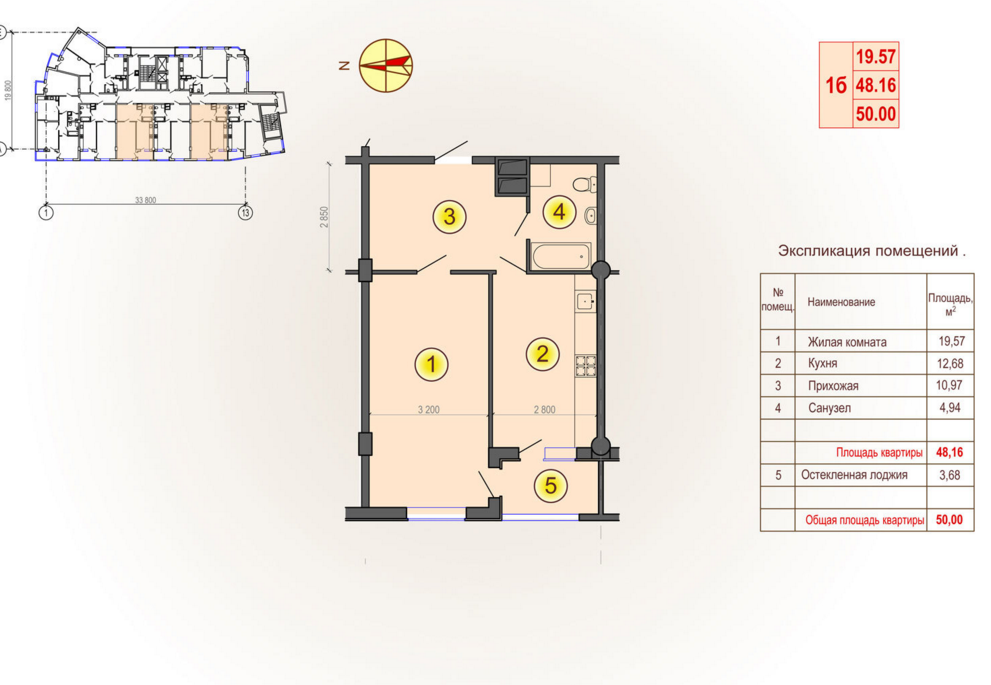 19 800
33 800
1
13
N
1б
19.57
48.16
50.00
2 850
3
4
1
2
3 200
2 800
5
Экспликация помещений .
№ помещ.
Наименование
Площадь, м²
1 Жилая комната 19,57
2 Кухня 12,68
3 Прихожая 10,97
4 Санузел 4,94
Площадь квартиры 48,16
5 Остекленная лоджия 3,68
Общая площадь квартиры 50,00